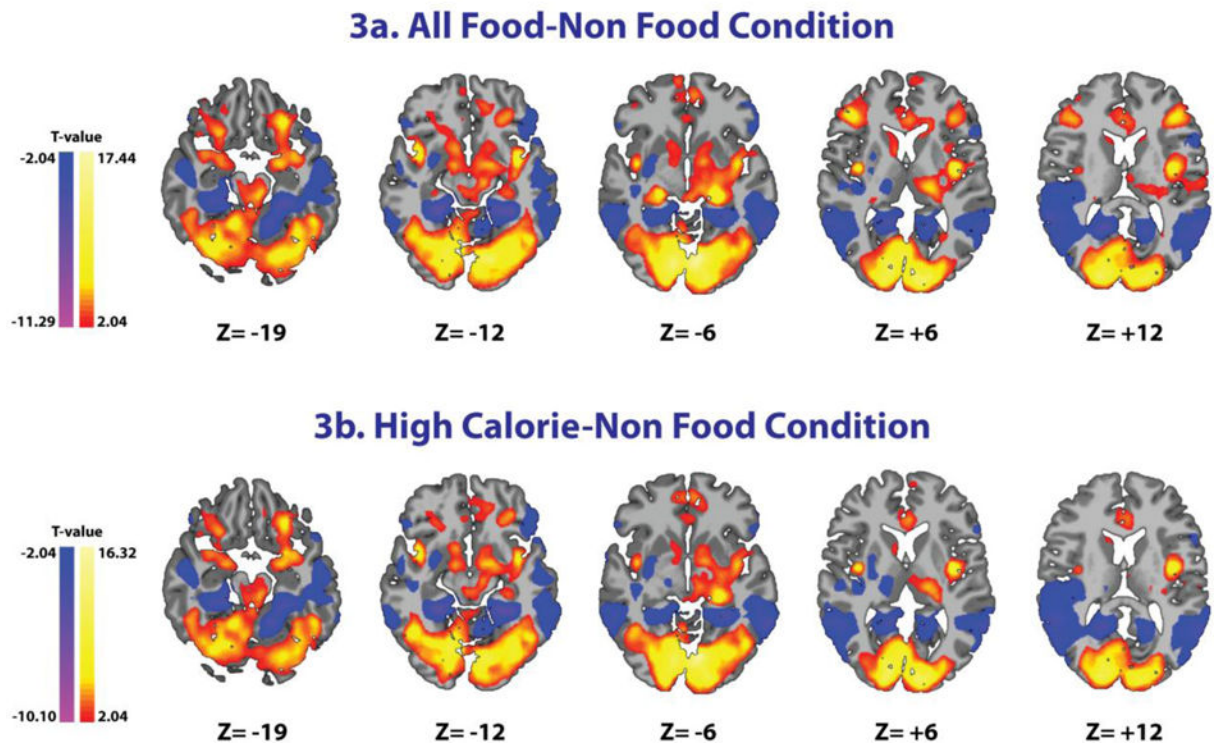 3a. All Food-Non Food Condition
T-value
-2.04 17.44
-11.29 2.04
Z= -19 Z= -12 Z= -6 Z= +6 Z= +12
3b. High Calorie-Non Food Condition
T-value
-2.04 16.32
-10.10 2.04
Z= -19 Z= -12 Z= -6 Z= +6 Z= +12